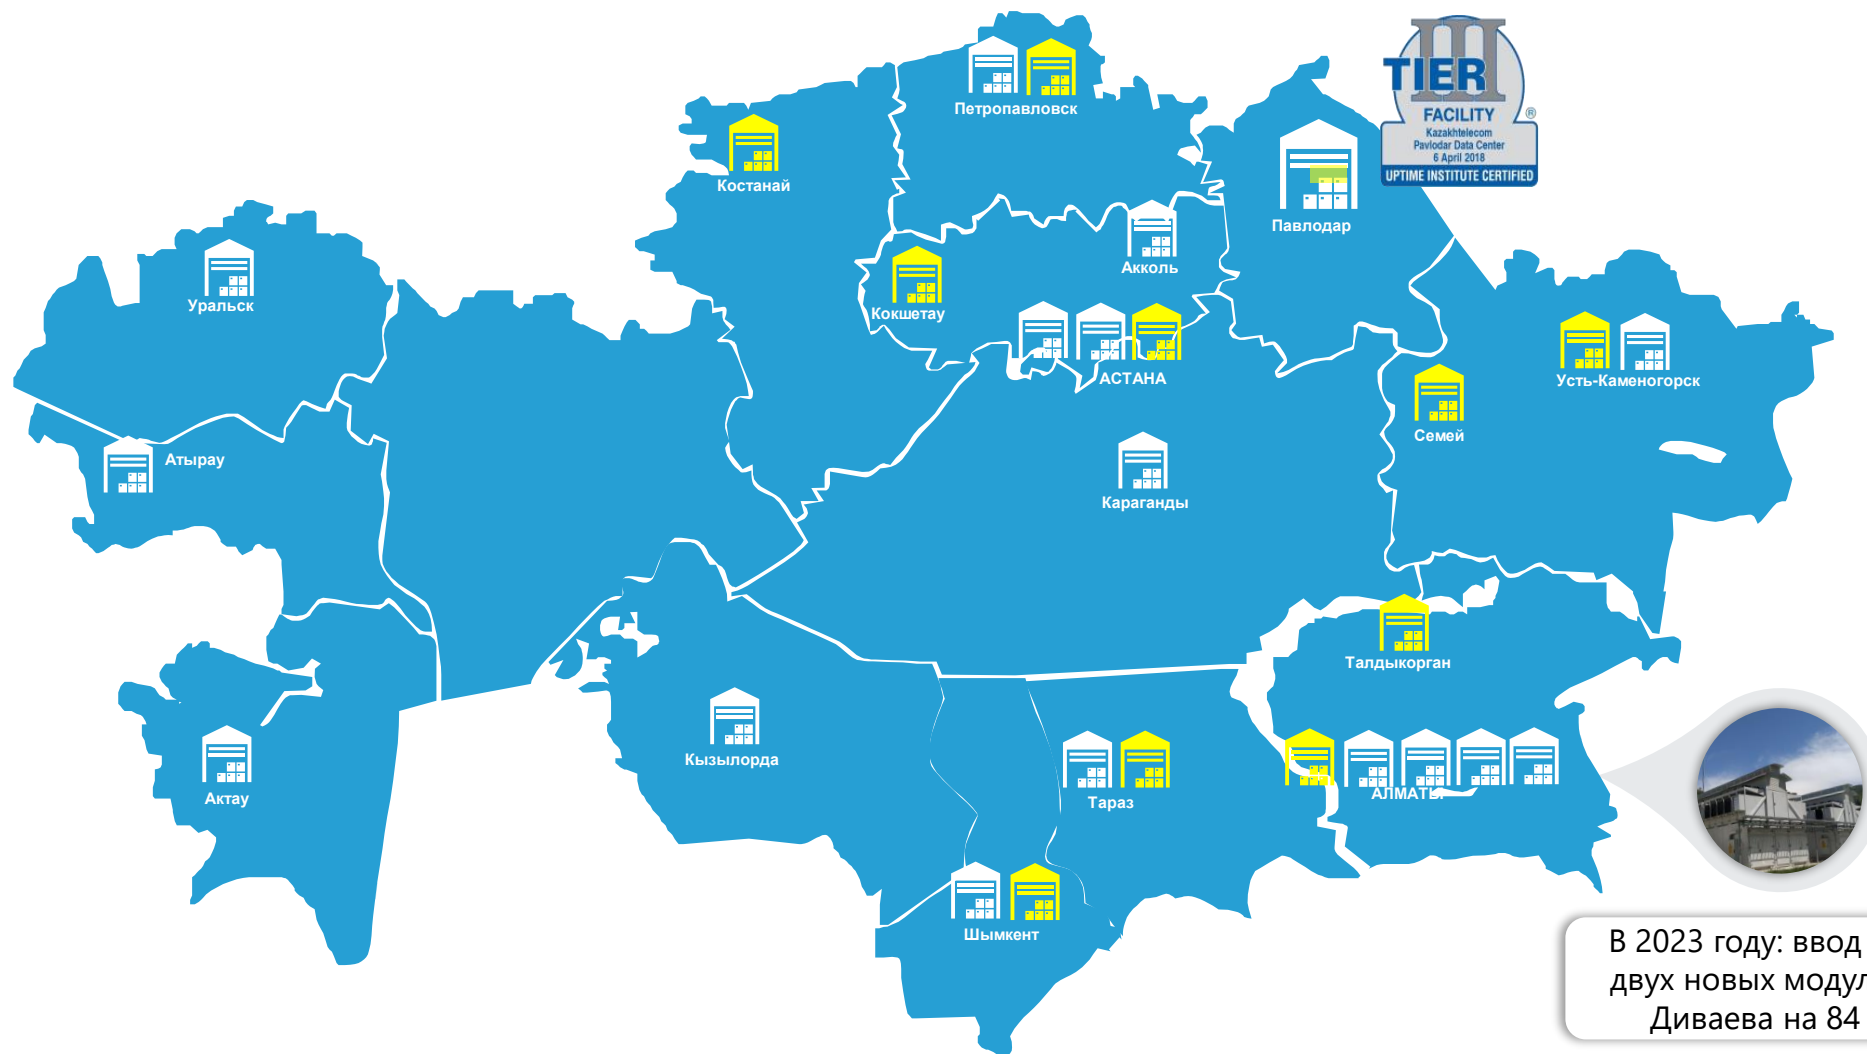 III
TIER
FACILITY
®
Kazakhtelecom
Pavlodar Data Center
6 April 2018
UPTIME INSTITUTE CERTIFIED
Петропавловск
Костанай
Павлодар
Акколь
Уральск
Кокшетау
АСТАНА
Усть-Каменогорск
Семей
Атырау
Караганды
Талдыкорган
Кызылорда
Актау
Тараз
АЛМАТЫ
Шымкент
В 2023 году: ввод
двух новых модул
Диваева на 84